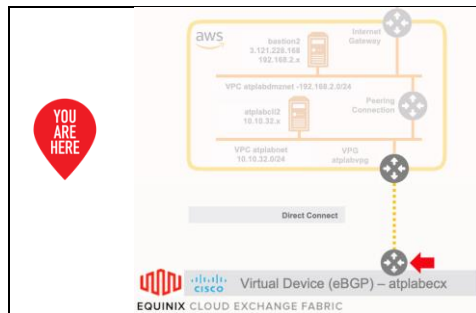 YOU
ARE
HERE
aws
Internet
Gateway
bastion2
3.121.226.168
192.168.2.x
VPC atplabdmznet -192.168.2.0/24
Peering
Connection
atplabcli2
10.10.32.x
VPC atplabnet
10.10.32.0/24
VPG
atplabvpg
Direct Connect
CISCO
Virtual Device (eBGP) – atplabecx
EQUINIX CLOUD EXCHANGE FABRIC